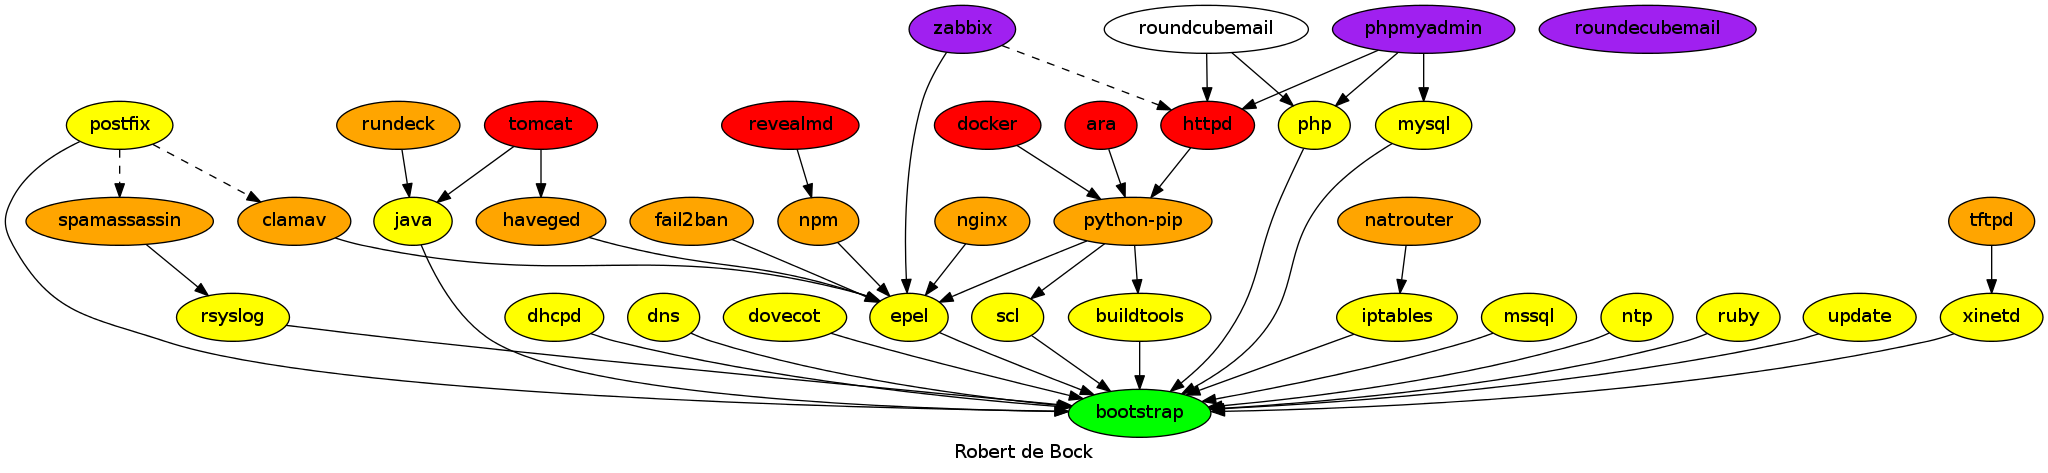 zabbix
roundcubemail
phpmyadmin
roundecubemail
postfix
rundeck
tomcat
revealmd
docker
ara
httpd
php
mysql
spamassassin
clamav
java
haveged
fail2ban
npm
nginx
python-pip
natrouter
tftpd
rsyslog
dhcpd
dns
dovecot
epel
scl
buildtools
iptables
mssql
ntp
ruby
update
xinetd
bootstrap
Robert de Bock